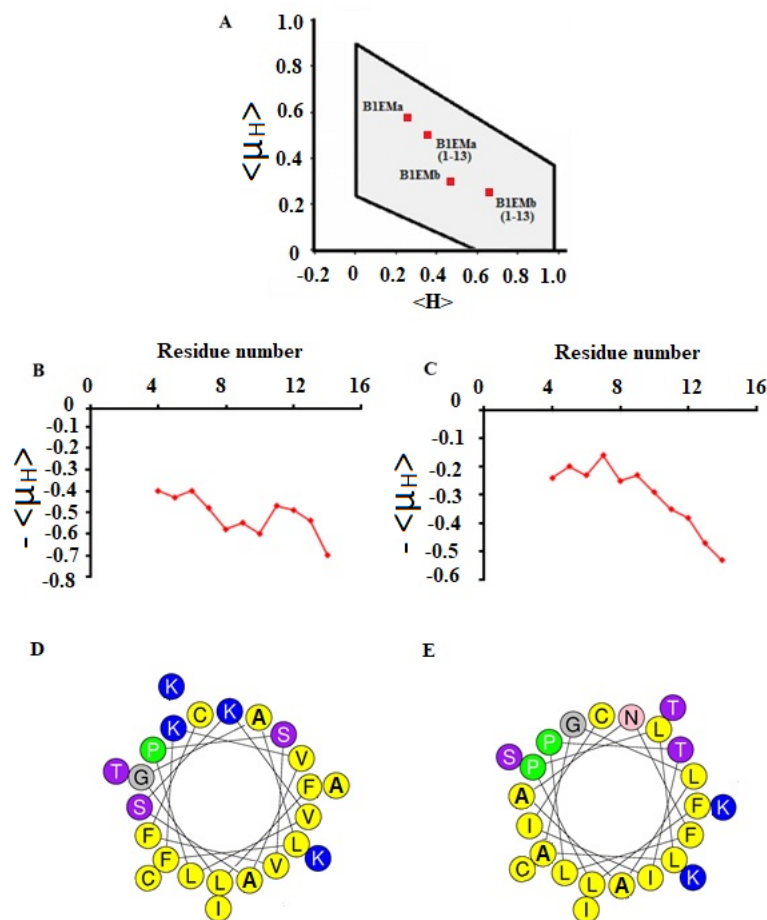 A
1.0
0.8
0.6
0.4
0.2
0
<μH>
B1EMa
B1EMa
(1-13)
B1EMb
B1EMb
(1-13)
-0.2 0 0.2 0.4 0.6 0.8 1.0
<H>
B
Residue number
0 4 8 12 16
0
-0.1
-0.2
-0.3
-0.4
-0.5
-0.6
-0.7
-0.8
- <μH>
C
Residue number
0 4 8 12 16
0
-0.1
-0.2
-0.3
-0.4
-0.5
-0.6
- <μH>
D
K
K C K A S
P V
T G F A
S V
F L K
F V
C L L A
I
E
T
G C N L
P T
S P L
A F K
I F
A L K
C L L A I
I